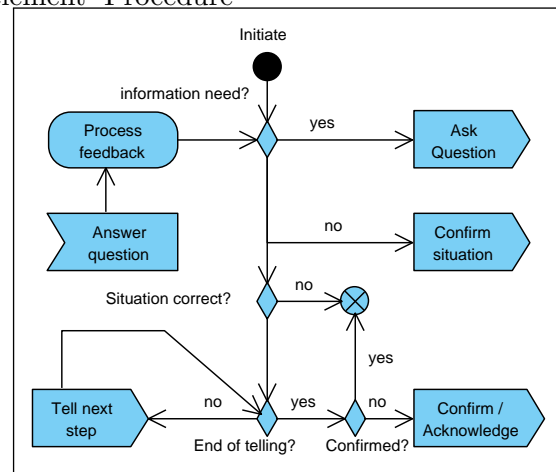 Initiate
information need?
Process
feedback
yes
Ask
Question
Answer
question
no
Confirm
situation
Situation correct?
no
yes
Tell next
step
no
yes
no
Confirm /
Acknowledge
End of telling?
Confirmed?